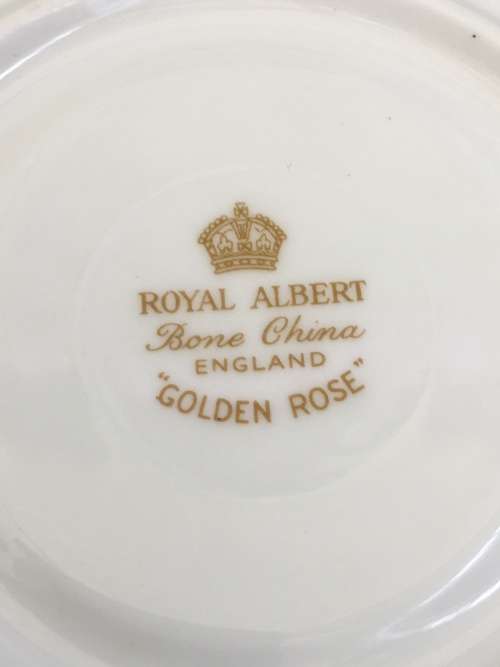 ROYAL ALBERT
Bone China
ENGLAND
"GOLDEN ROSE"